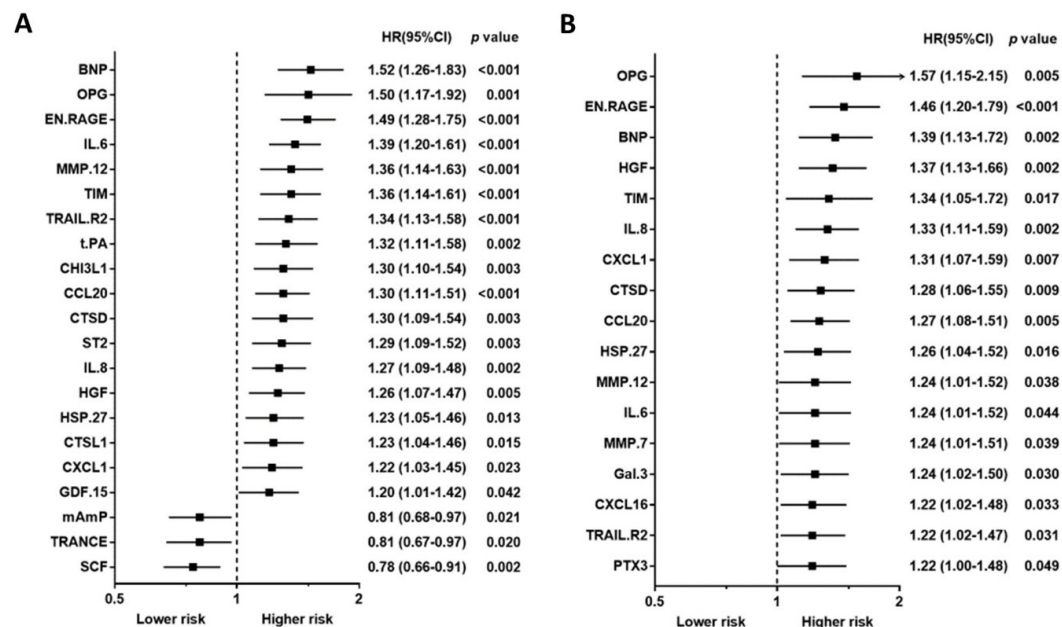 A
HR(95%CI) p value
BNP 1.52 (1.26-1.83) <0.001
OPG 1.50 (1.17-1.92) 0.001
EN.RAGE 1.49 (1.28-1.75) <0.001
IL.6 1.39 (1.20-1.61) <0.001
MMP.12 1.36 (1.14-1.63) <0.001
TIM 1.36 (1.14-1.61) <0.001
TRAIL.R2 1.34 (1.13-1.58) <0.001
t.PA 1.32 (1.11-1.58) 0.002
CHI3L1 1.30 (1.10-1.54) 0.003
CCL20 1.30 (1.11-1.51) <0.001
CTSD 1.30 (1.09-1.54) 0.003
ST2 1.29 (1.09-1.52) 0.003
IL.8 1.27 (1.09-1.48) 0.002
HGF 1.26 (1.07-1.47) 0.005
HSP.27 1.23 (1.05-1.46) 0.013
CTSL1 1.23 (1.04-1.46) 0.015
CXCL1 1.22 (1.03-1.45) 0.023
GDF.15 1.20 (1.01-1.42) 0.042
mAmP 0.81 (0.68-0.97) 0.021
TRANCE 0.81 (0.67-0.97) 0.020
SCF 0.78 (0.66-0.91) 0.002
0.5 1 2
Lower risk Higher risk
B
HR(95%CI) p value
OPG 1.57 (1.15-2.15) 0.005
EN.RAGE 1.46 (1.20-1.79) <0.001
BNP 1.39 (1.13-1.72) 0.002
HGF 1.37 (1.13-1.66) 0.002
TIM 1.34 (1.05-1.72) 0.017
IL.8 1.33 (1.11-1.59) 0.002
CXCL1 1.31 (1.07-1.59) 0.007
CTSD 1.28 (1.06-1.55) 0.009
CCL20 1.27 (1.08-1.51) 0.005
HSP.27 1.26 (1.04-1.52) 0.016
MMP.12 1.24 (1.01-1.52) 0.038
IL.6 1.24 (1.01-1.52) 0.044
MMP.7 1.24 (1.01-1.51) 0.039
Gal.3 1.24 (1.02-1.50) 0.030
CXCL16 1.22 (1.02-1.48) 0.033
TRAIL.R2 1.22 (1.02-1.47) 0.031
PTX3 1.22 (1.00-1.48) 0.049
0.5 1 2
Lower risk Higher risk